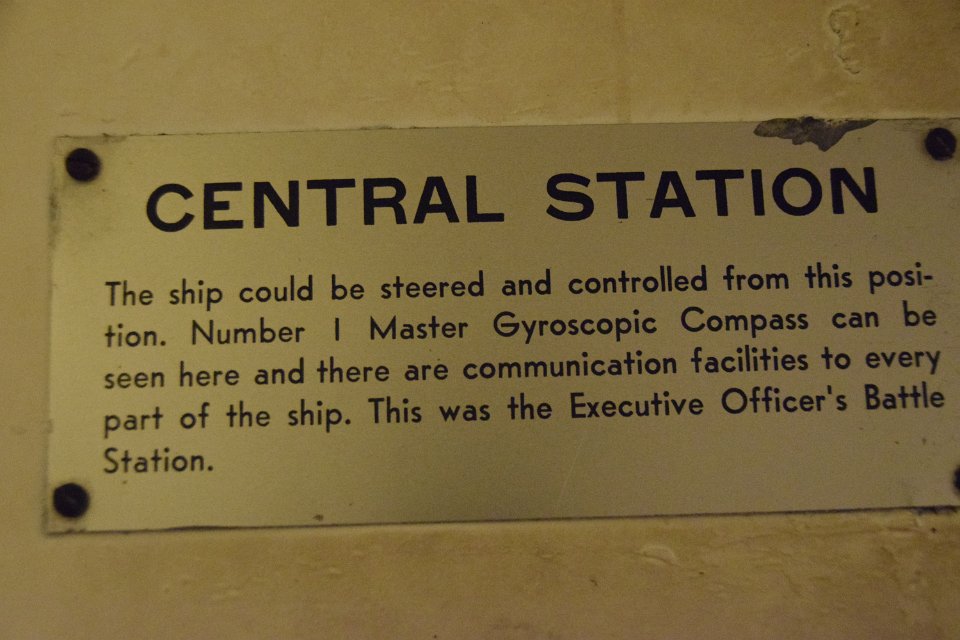 CENTRAL STATION
The ship could be steered and controlled from this posi-
tion. Number 1 Master Gyroscopic Compass can be
seen here and there are communication facilities to every
part of the ship. This was the Executive Officer's Battle
Station.